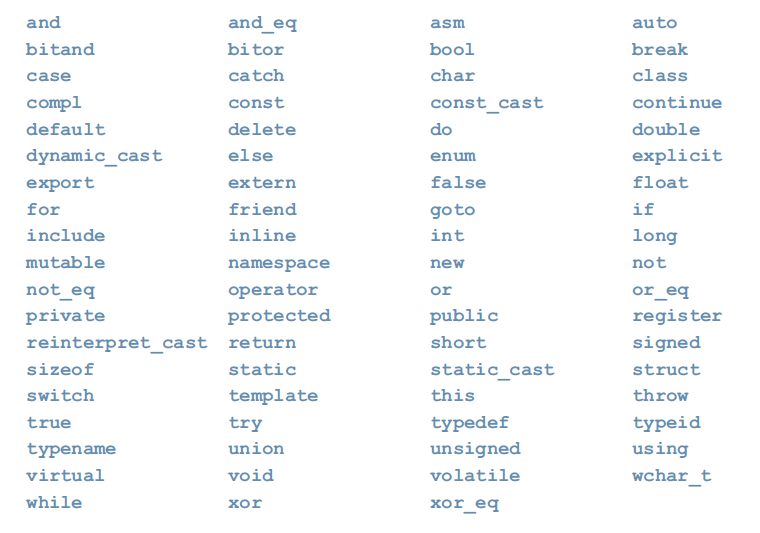 and and_eq asm auto
bitand bitor bool break
case catch char class
compl const const_cast continue
default delete do double
dynamic_cast else enum explicit
export extern false float
for friend goto if
include inline int long
mutable namespace new not
not_eq operator or or_eq
private protected public register
reinterpret_cast return short signed
sizeof static static_cast struct
switch template this throw
true try typedef typeid
typename union unsigned using
virtual void volatile wchar_t
while xor xor_eq